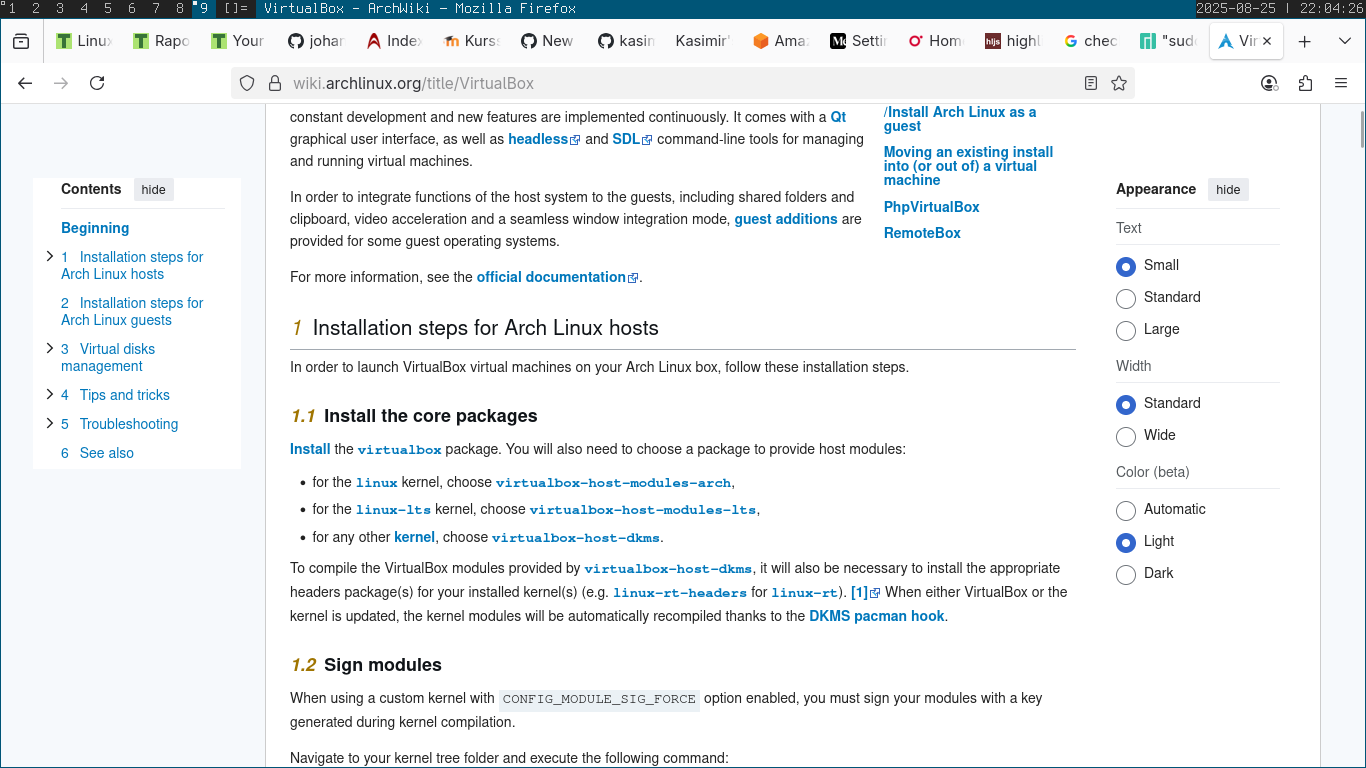 1 2 3 4 5 6 7 8 9 []= VirtualBox — ArchWiki — Mozilla Firefox 2025-08-25 | 22:04:26
Linux Rapo Your johan Index Kurss New kasin Kasimir' Amaz Setti Hom highl chec "sudo Vir
wiki.archlinux.org/title/VirtualBox
constant development and new features are implemented continuously. It comes with a Qt
graphical user interface, as well as headless and SDL command-line tools for managing
and running virtual machines.
In order to integrate functions of the host system to the guests, including shared folders and
clipboard, video acceleration and a seamless window integration mode, guest additions are
provided for some guest operating systems.
For more information, see the official documentation.
/Install Arch Linux as a
guest
Moving an existing install
into (or out of) a virtual
machine
PhpVirtualBox
RemoteBox
Contents hide
Beginning
1 Installation steps for
Arch Linux hosts
2 Installation steps for
Arch Linux guests
3 Virtual disks
management
4 Tips and tricks
5 Troubleshooting
6 See also
1 Installation steps for Arch Linux hosts
In order to launch VirtualBox virtual machines on your Arch Linux box, follow these installation steps.
1.1 Install the core packages
Install the virtualbox package. You will also need to choose a package to provide host modules:
• for the linux kernel, choose virtualbox-host-modules-arch,
• for the linux-lts kernel, choose virtualbox-host-modules-lts,
• for any other kernel, choose virtualbox-host-dkms.
To compile the VirtualBox modules provided by virtualbox-host-dkms, it will also be necessary to install the appropriate
headers package(s) for your installed kernel(s) (e.g. linux-rt-headers for linux-rt). [1] When either VirtualBox or the
kernel is updated, the kernel modules will be automatically recompiled thanks to the DKMS pacman hook.
1.2 Sign modules
When using a custom kernel with CONFIG_MODULE_SIG_FORCE option enabled, you must sign your modules with a key
generated during kernel compilation.
Navigate to your kernel tree folder and execute the following command:
Appearance hide
Text
Small
Standard
Large
Width
Standard
Wide
Color (beta)
Automatic
Light
Dark